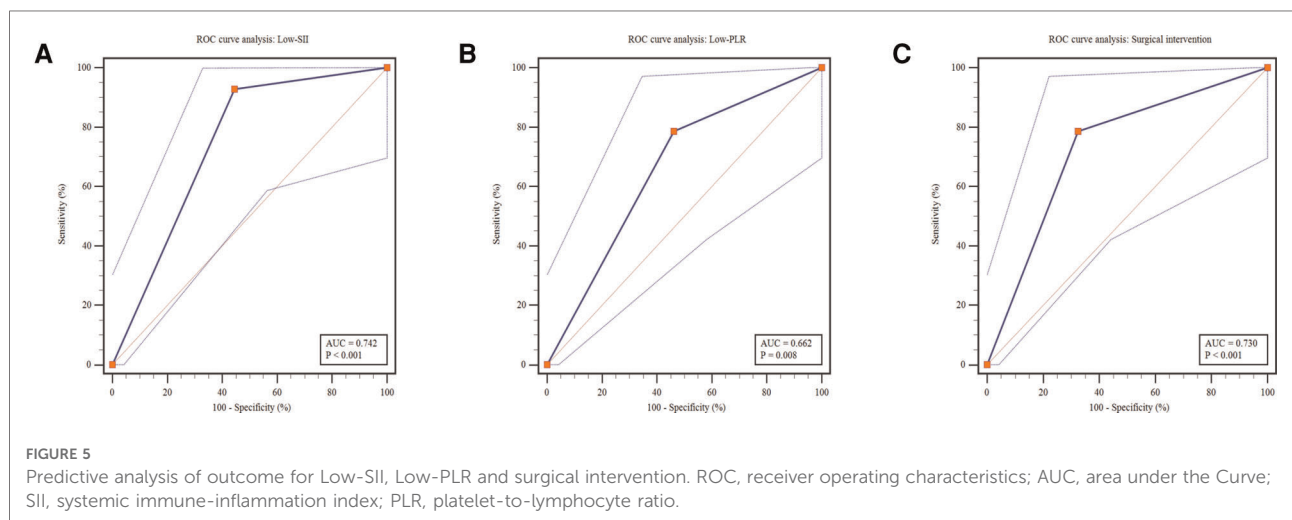 A
ROC curve analysis: Low-SII
Sensitivity (%)
100
80
60
40
20
0
AUC = 0.742
P < 0.001
0 20 40 60 80 100
100 - Specificity (%)
B
ROC curve analysis: Low-PLR
Sensitivity (%)
100
80
60
40
20
0
AUC = 0.662
P = 0.008
0 20 40 60 80 100
100 - Specificity (%)
C
ROC curve analysis: Surgical intervention
Sensitivity (%)
100
80
60
40
20
0
AUC = 0.730
P < 0.001
0 20 40 60 80 100
100 - Specificity (%)
FIGURE 5
Predictive analysis of outcome for Low-SII, Low-PLR and surgical intervention. ROC, receiver operating characteristics; AUC, area under the Curve;
SII, systemic immune-inflammation index; PLR, platelet-to-lymphocyte ratio.